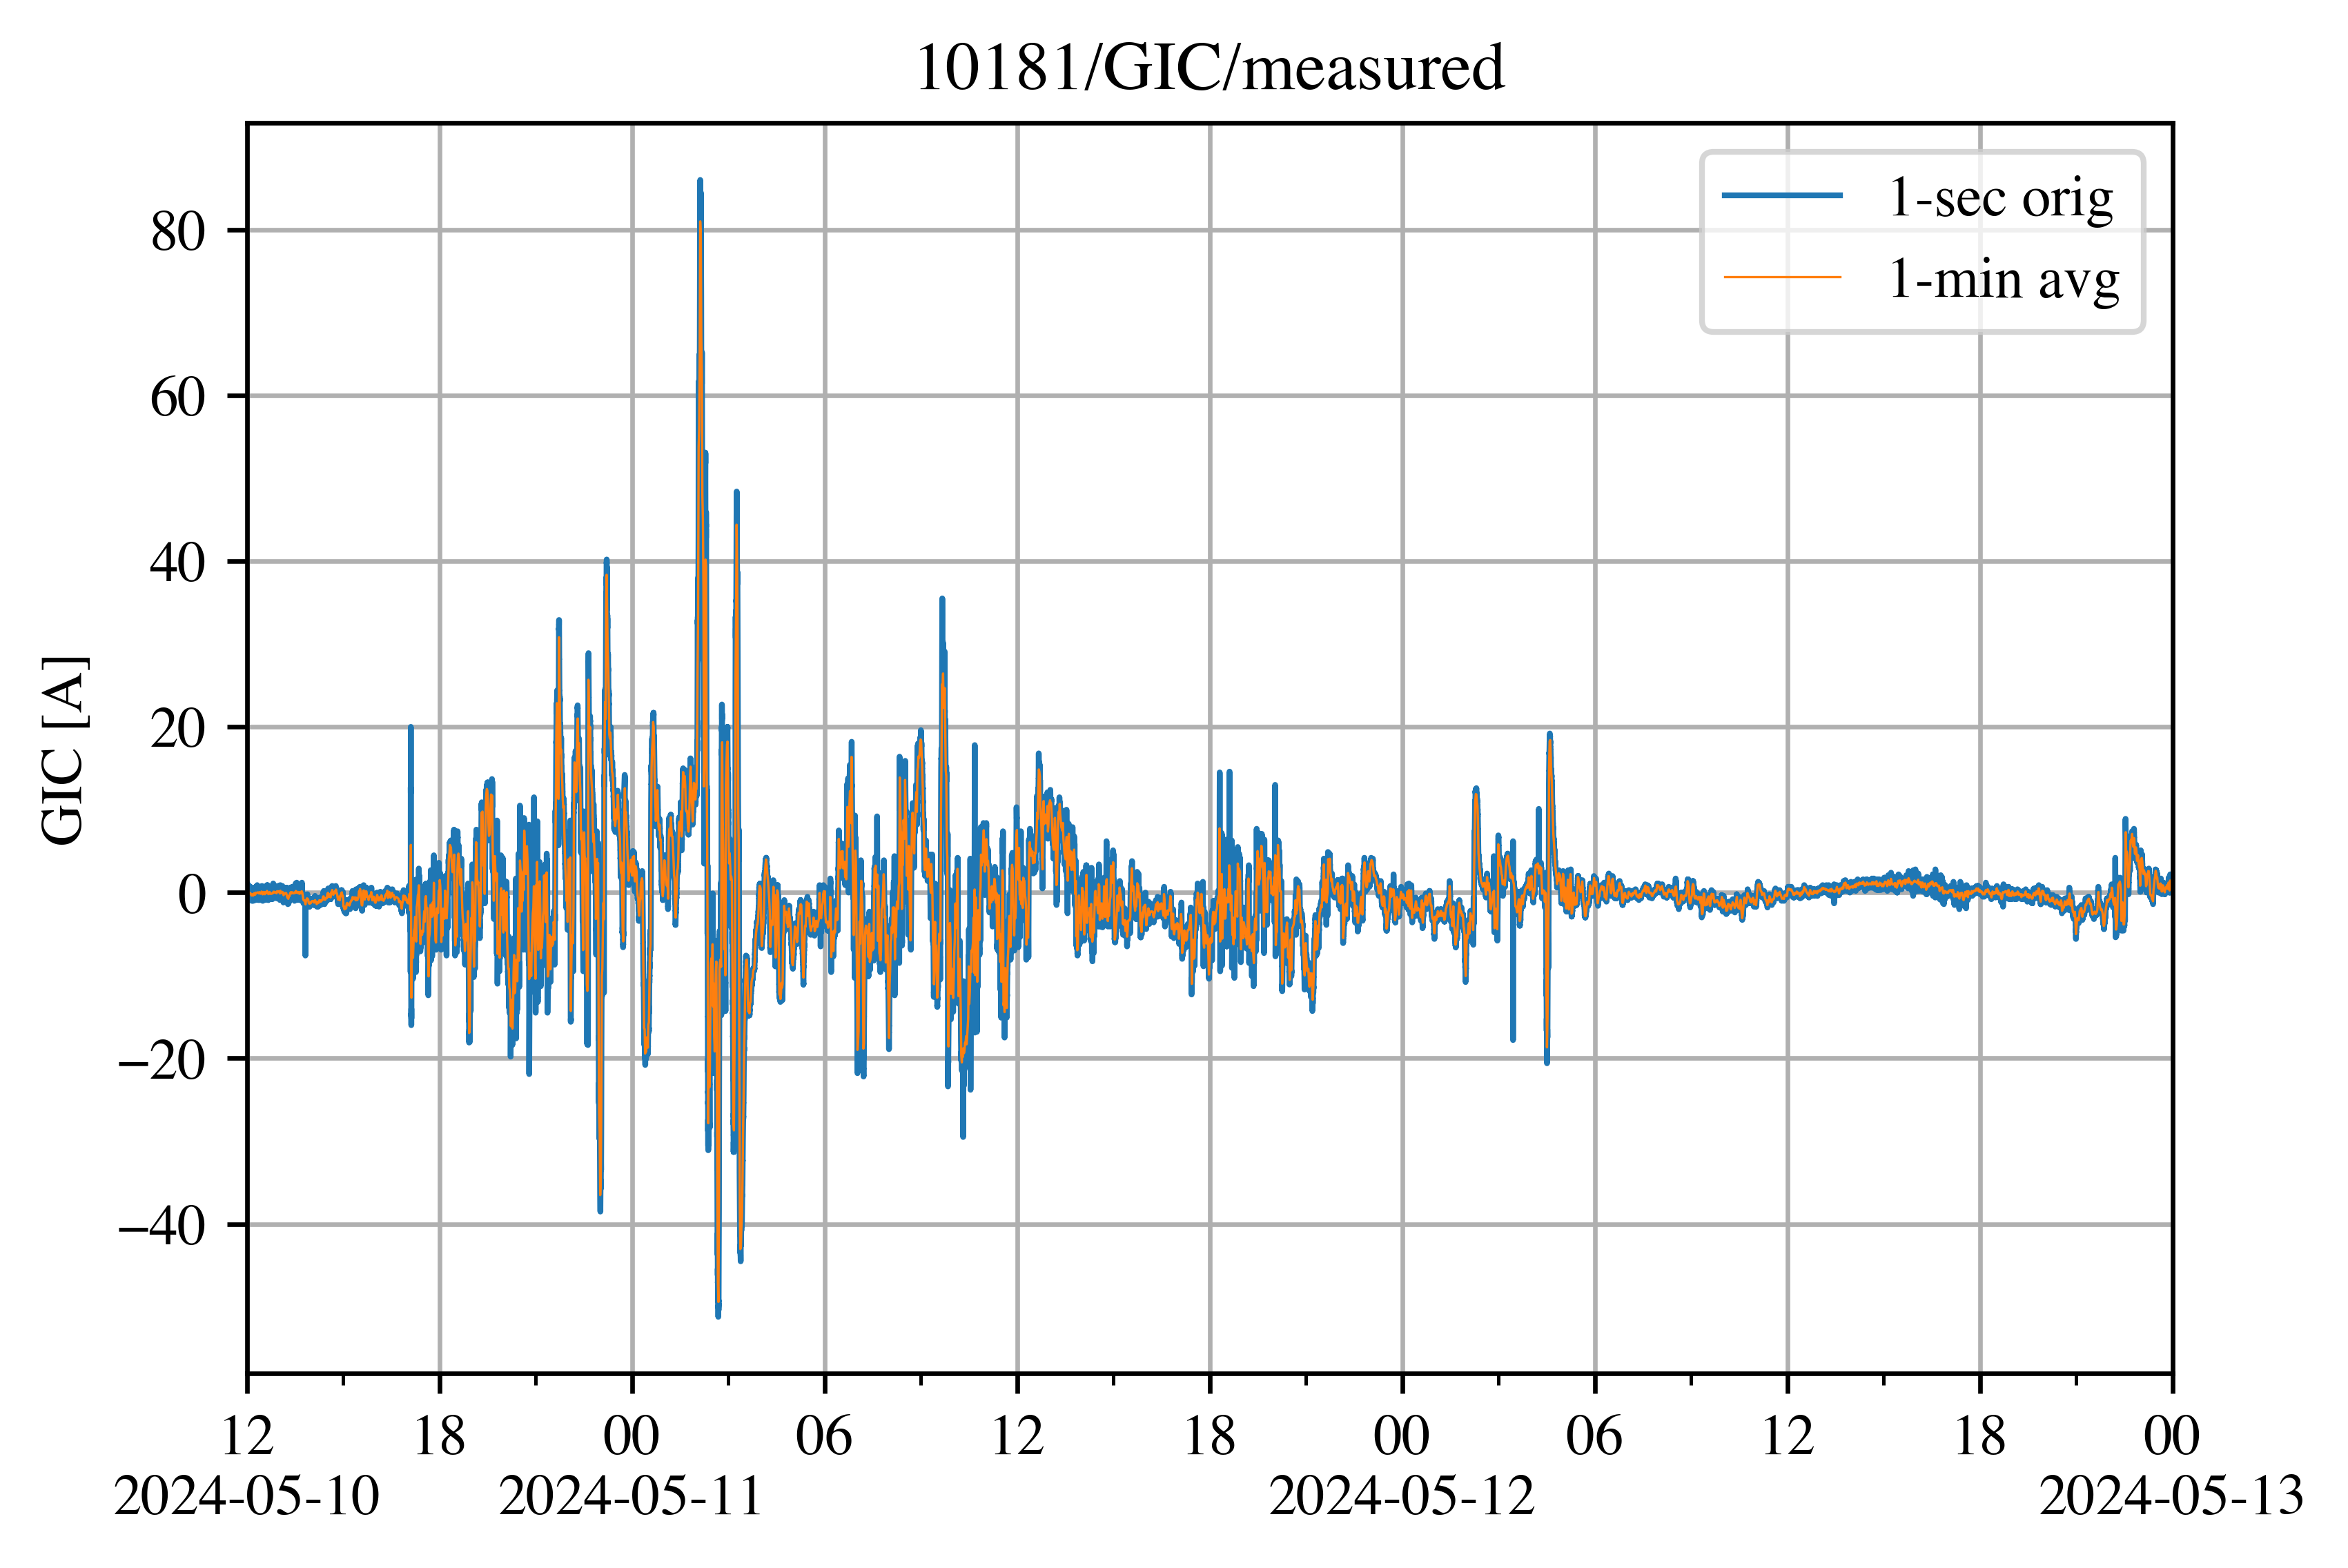 10181/GIC/measured
1-sec orig
1-min avg
GIC [A]
80
60
40
20
0
−20
−40
12 18 00 06 12 18 00 06 12 18 00
2024-05-10 2024-05-11 2024-05-12 2024-05-13